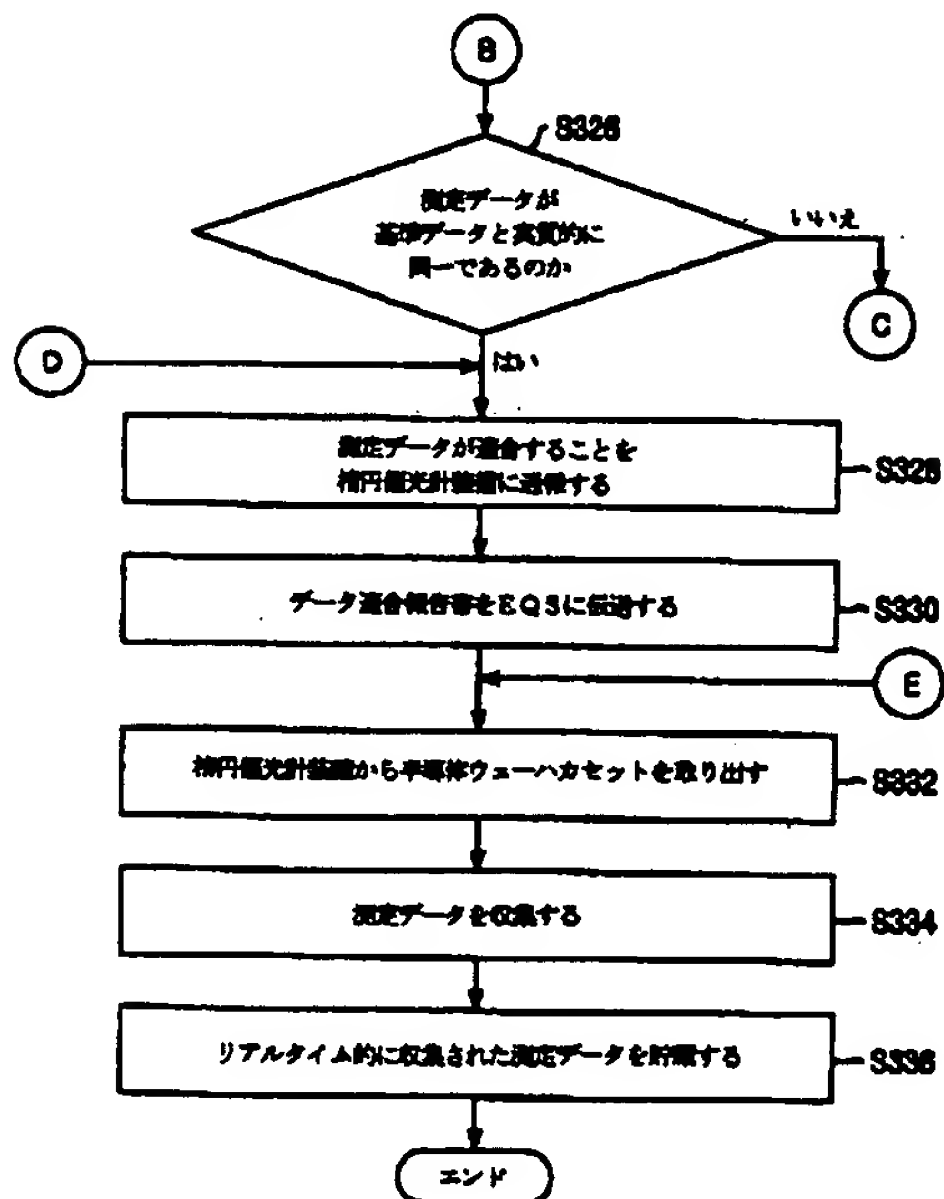 B
S326
測定データが
基準データと実質的に
同一であるのか
いいえ
C
D
はい
測定データが適合することを
楕円偏光計装置に通報する
S328
データ適合報告書をEQSに伝送する
S330
E
楕円偏光計装置から半導体ウェーハカセットを取り出す
S332
測定データを収集する
S334
リアルタイム的に収集された測定データを貯蔵する
S336
エンド